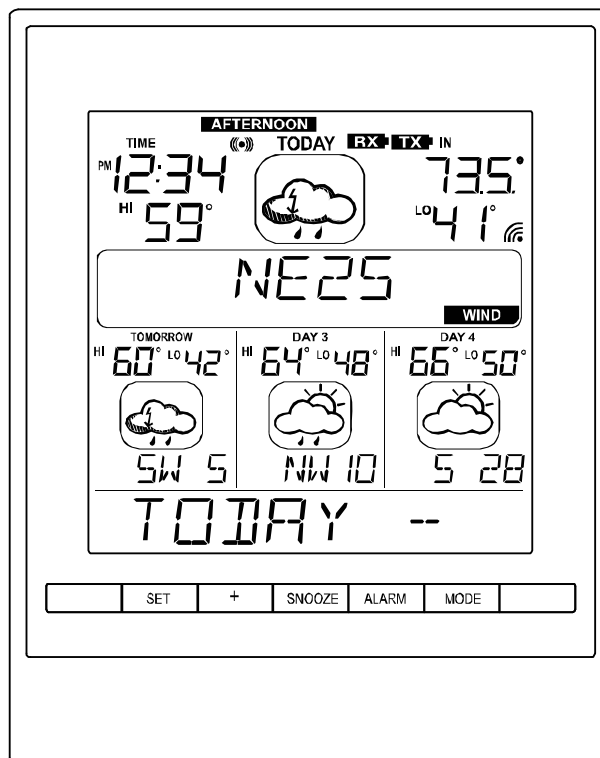 AFTERNOON
TIME TODAY RX TX IN
PM 12:34 73.5°
HI 59° LO 41°
NE25
WIND
TOMORROW DAY 3 DAY 4
HI 60° LO 42° HI 64° LO 48° HI 66° LO 50°
SW 5 NW 10 S 28
TODAY --
SET + SNOOZE ALARM MODE